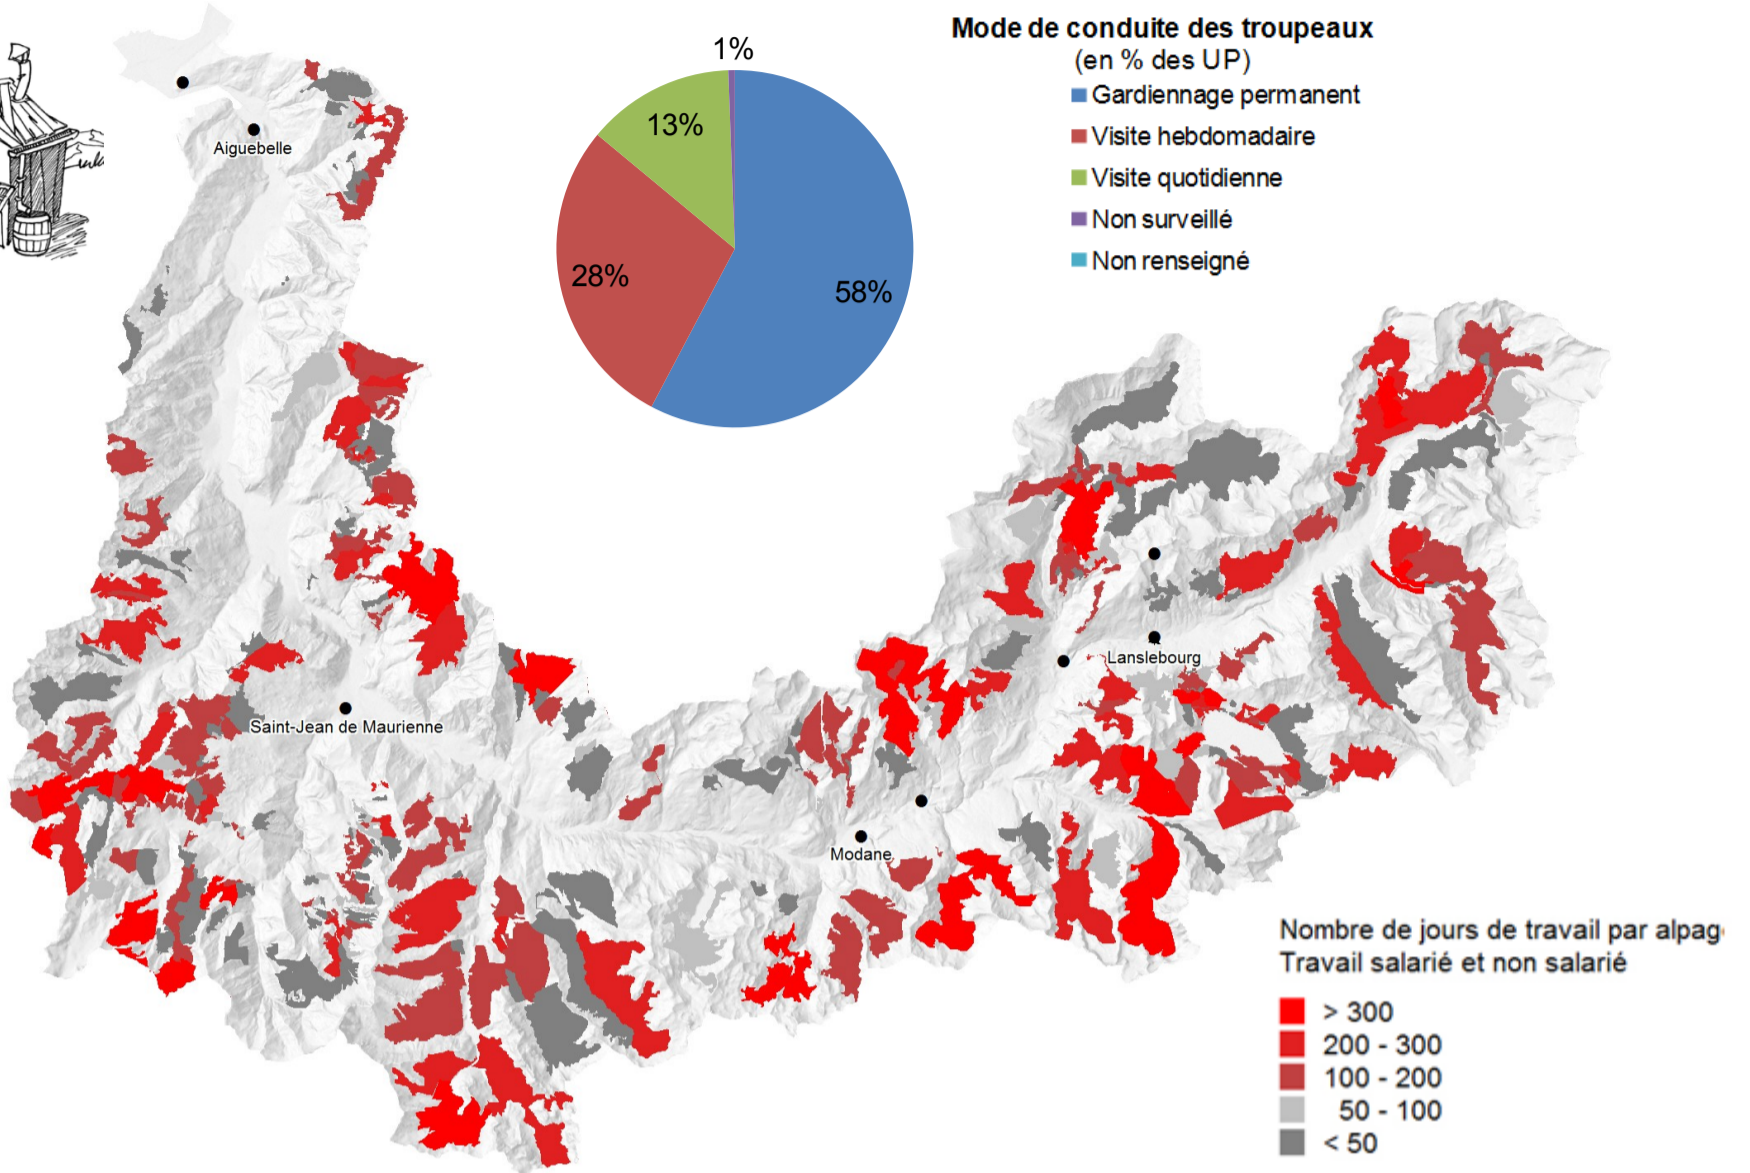 Mode de conduite des troupeaux
(en % des UP)
Gardiennage permanent
Visite hebdomadaire
Visite quotidienne
Non surveillé
Non renseigné
1%
13%
28%
58%
Aiguebelle
Saint-Jean de Maurienne
Lanslebourg
Modane
Nombre de jours de travail par alpag
Travail salarié et non salarié
> 300
200 - 300
100 - 200
50 - 100
< 50